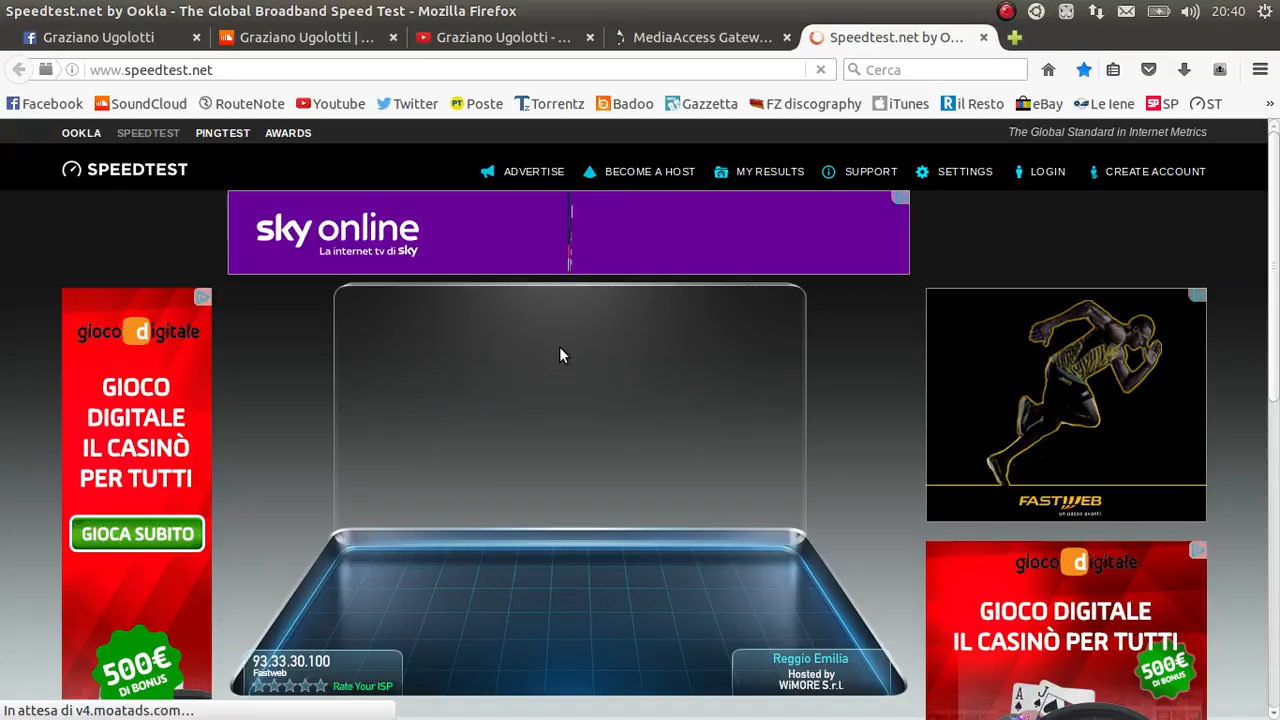 Speedtest.net by Ookla - The Global Broadband Speed Test - Mozilla Firefox
20:40
Graziano Ugolotti
Graziano Ugolotti | ...
Graziano Ugolotti - ...
MediaAccess Gatew...
Speedtest.net by O...
www.speedtest.net
Cerca
Facebook
SoundCloud
RouteNote
Youtube
Twitter
Poste
Torrentz
Badoo
Gazzetta
FZ discography
iTunes
il Resto
eBay
Le Iene
SP
ST
OOKLA
SPEEDTEST
PINGTEST
AWARDS
The Global Standard in Internet Metrics
SPEEDTEST
ADVERTISE
BECOME A HOST
MY RESULTS
SUPPORT
SETTINGS
LOGIN
CREATE ACCOUNT
sky online
La internet tv di sky
gioco digitale
GIOCO
DIGITALE
IL CASINÒ
PER TUTTI
GIOCA SUBITO
500€
DI BONUS
93.33.30.100
Fastweb
Rate Your ISP
Reggio Emilia
Hosted by
WiMORE S.r.l.
FASTWEB
un passo avanti
gioco digitale
GIOCO DIGITALE
IL CASINÒ PER TUTTI
500€
DI BONUS
A
J
In attesa di v4.moatads.com...